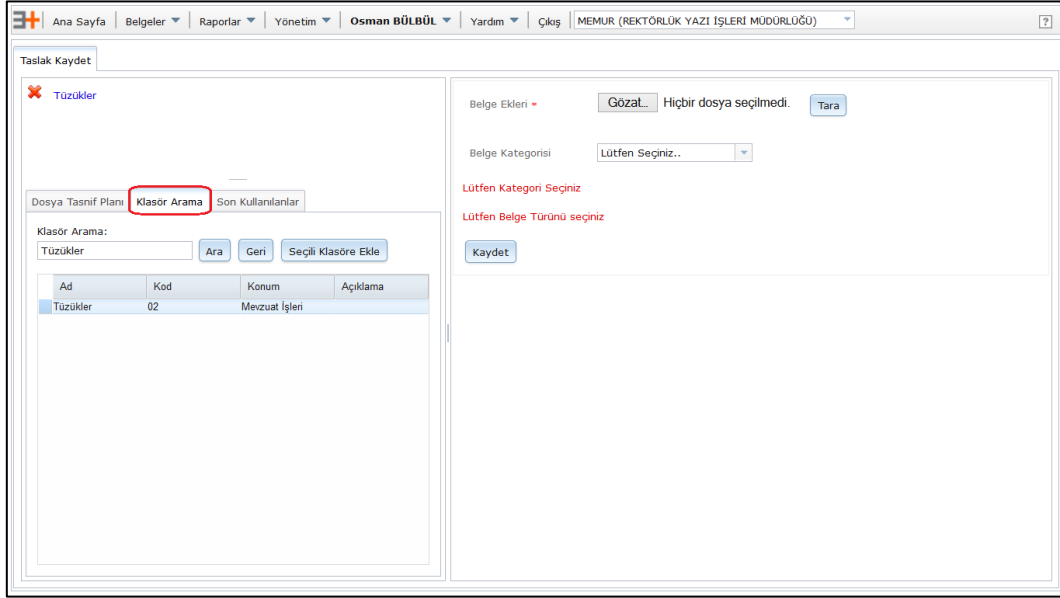 Ana Sayfa Belgeler Raporlar Yönetim Osman BÜLBÜL Yardım Çıkış MEMUR (REKTÖRLÜK YAZI İŞLERİ MÜDÜRLÜĞÜ) ?
Taslak Kaydet
Tüzükler
Dosya Tasnif Planı Klasör Arama Son Kullanılanlar
Klasör Arama:
Tüzükler Ara Geri Seçili Klasöre Ekle
Ad Kod Konum Açıklama
Tüzükler 02 Mevzuat İşleri
Belge Ekleri * Gözat... Hiçbir dosya seçilmedi. Tara
Belge Kategorisi Lütfen Seçiniz..
Lütfen Kategori Seçiniz
Lütfen Belge Türünü seçiniz
Kaydet